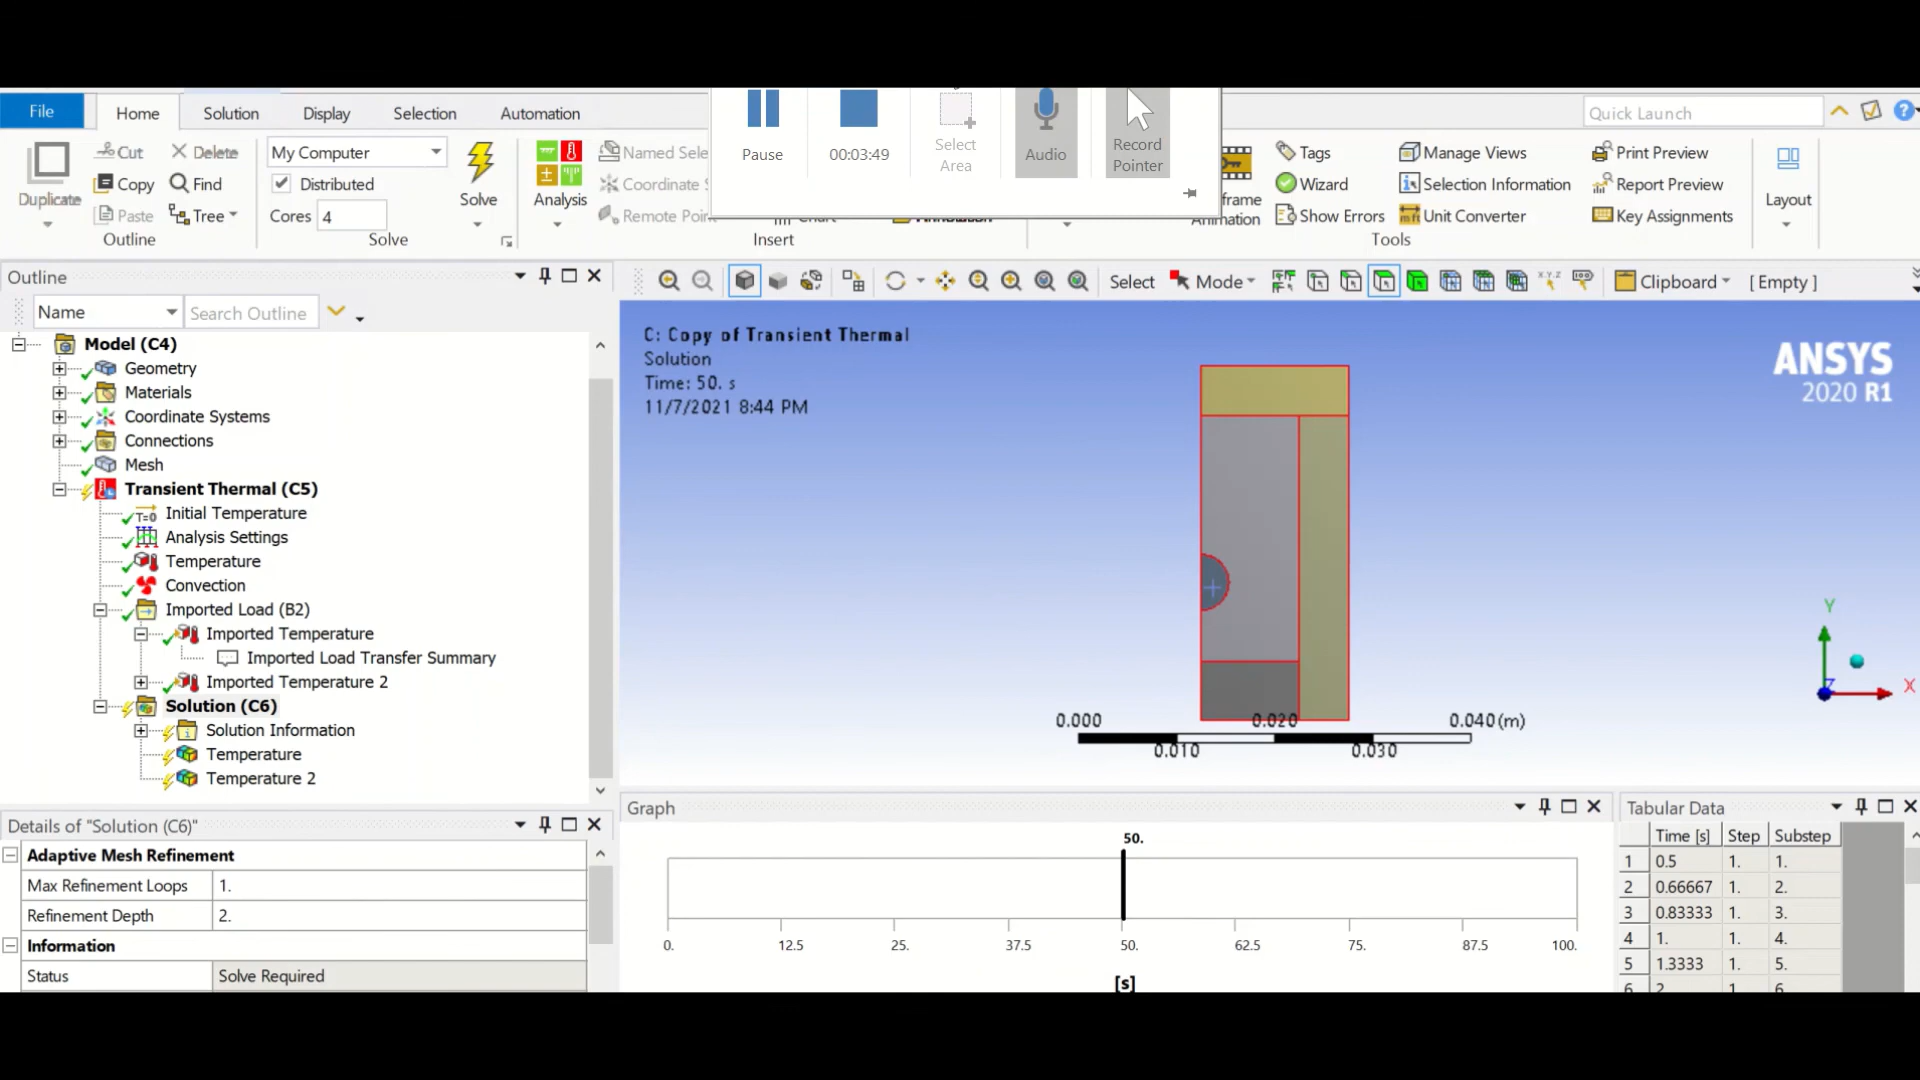 File
Home
Solution
Display
Selection
Automation
Quick Launch
Duplicate
Cut
Copy
Paste
Delete
Find
Tree
Outline
My Computer
Distributed
Cores 4
Solve
Solve
Analysis
Named Sele
Coordinate S
Remote Poin
Insert
Pause
00:03:49
Select
Area
Audio
Record
Pointer
frame
Animation
Tags
Wizard
Show Errors
Manage Views
Selection Information
Unit Converter
Print Preview
Report Preview
Key Assignments
Tools
Layout
Outline
Name
Search Outline
Select
Mode
Clipboard
[ Empty ]
Model (C4)
Geometry
Materials
Coordinate Systems
Connections
Mesh
Transient Thermal (C5)
Initial Temperature
Analysis Settings
Temperature
Convection
Imported Load (B2)
Imported Temperature
Imported Load Transfer Summary
Imported Temperature 2
Solution (C6)
Solution Information
Temperature
Temperature 2
C: Copy of Transient Thermal
Solution
Time: 50. s
11/7/2021 8:44 PM
ANSYS
2020 R1
0.000
0.020
0.040 (m)
0.010
0.030
Y
Z
X
Details of "Solution (C6)"
Adaptive Mesh Refinement
Max Refinement Loops 1.
Refinement Depth 2.
Information
Status Solve Required
Graph
50.
0. 12.5 25. 37.5 50. 62.5 75. 87.5 100.
[s]
Tabular Data
Time [s] Step Substep
1 0.5 1. 1.
2 0.66667 1. 2.
3 0.83333 1. 3.
4 1. 1. 4.
5 1.3333 1. 5.
6 2. 1. 6.